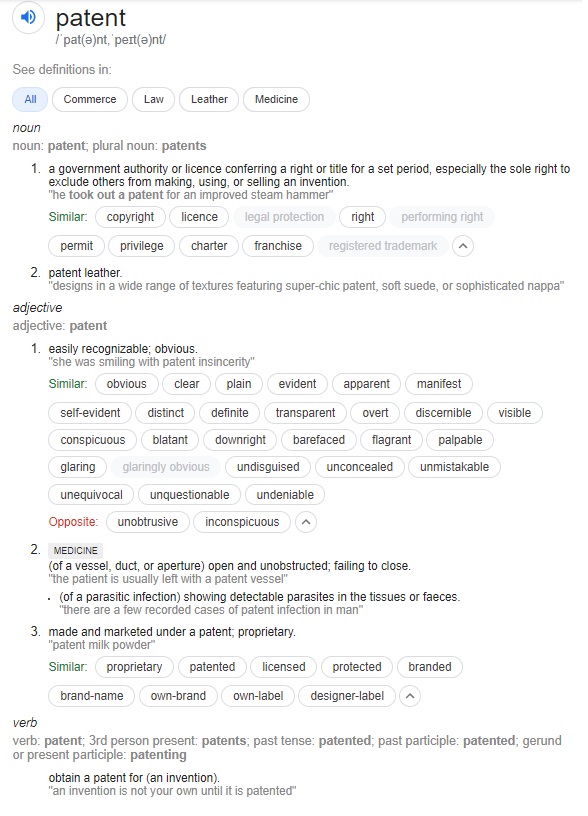 patent
/ˈpat(ə)nt,ˈpeɪt(ə)nt/
See definitions in:
All Commerce Law Leather Medicine
noun
noun: patent; plural noun: patents
1. a government authority or licence conferring a right or title for a set period, especially the sole right to
exclude others from making, using, or selling an invention.
"he took out a patent for an improved steam hammer"
Similar: copyright licence legal protection right performing right
permit privilege charter franchise registered trademark
2. patent leather.
"designs in a wide range of textures featuring super-chic patent, soft suede, or sophisticated nappa"
adjective
adjective: patent
1. easily recognizable; obvious.
"she was smiling with patent insincerity"
Similar: obvious clear plain evident apparent manifest
self-evident distinct definite transparent overt discernible visible
conspicuous blatant downright barefaced flagrant palpable
glaring glaringly obvious undisguised unconcealed unmistakable
unequivocal unquestionable undeniable
Opposite: unobtrusive inconspicuous
2. MEDICINE
(of a vessel, duct, or aperture) open and unobstructed; failing to close.
"the patient is usually left with a patent vessel"
• (of a parasitic infection) showing detectable parasites in the tissues or faeces.
"there are a few recorded cases of patent infection in man"
3. made and marketed under a patent; proprietary.
"patent milk powder"
Similar: proprietary patented licensed protected branded
brand-name own-brand own-label designer-label
verb
verb: patent; 3rd person present: patents; past tense: patented; past participle: patented; gerund
or present participle: patenting
obtain a patent for (an invention).
"an invention is not your own until it is patented"